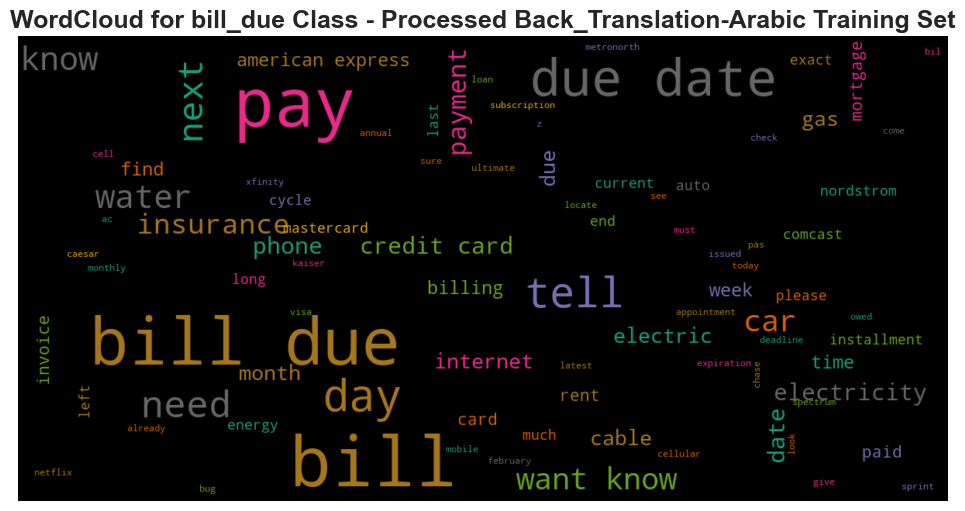 WordCloud for bill_due Class - Processed Back_Translation-Arabic Training Set
know
next
american express
pay
annual
last
payment
loan
subscription
metronorth
due date
z
exact
gas
mortgage
bil
check
come
cell
find
xfinity
sure
ultimate
due
current
see
auto
nordstrom
water
cycle
locate
end
ac
insurance
mastercard
must
comcast
caesar
phone
credit card
kaiser
pas
issued
today
monthly
long
billing
tell
week
please
visa
appointment
car
owed
invoice
bill due
electric
deadline
installment
internet
latest
expiration
time
month
chase
left
need
day
rent
electricity
spectrum
already
energy
card
much
cable
date
look
mobile
february
cellular
paid
netflix
bug
bill
want know
give
sprint